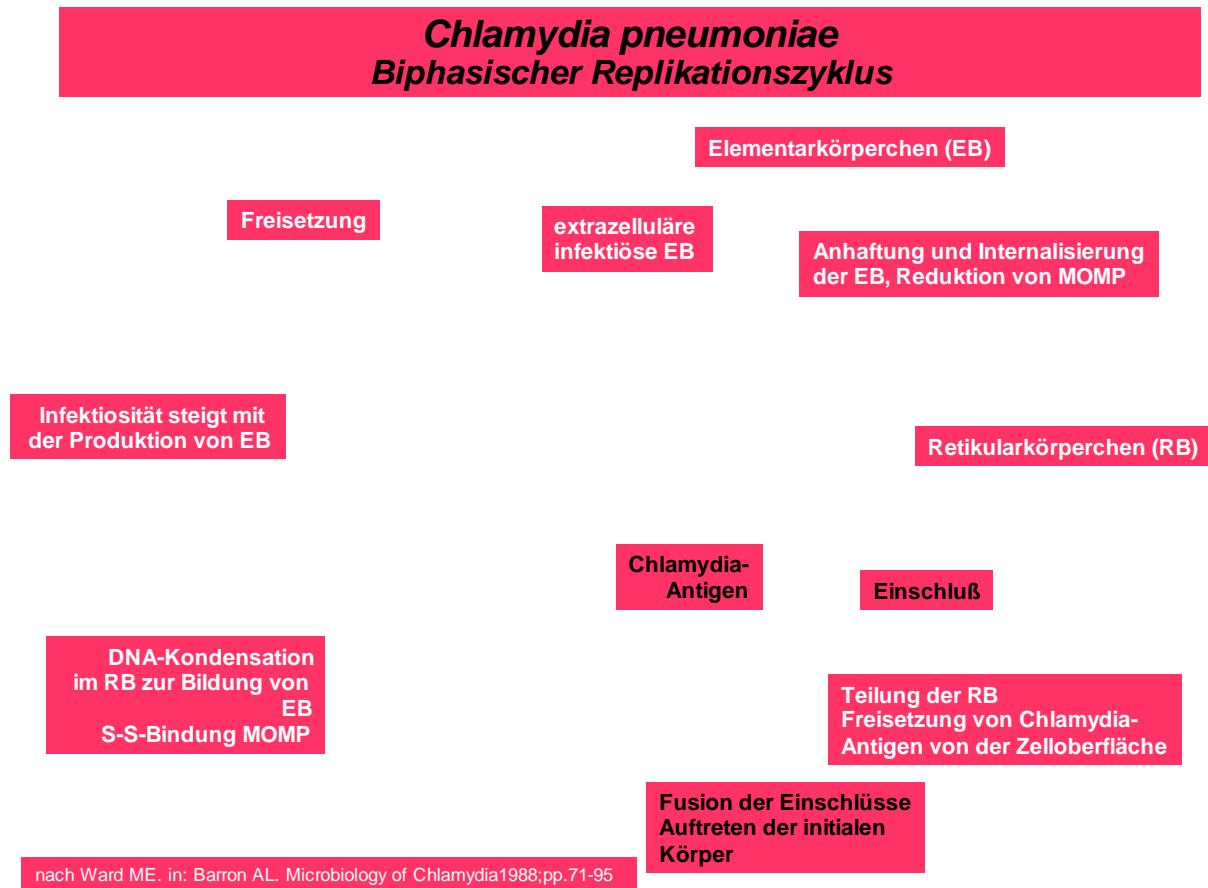 Chlamydia pneumoniae
Biphasischer Replikationszyklus
Elementarkörperchen (EB)
Freisetzung
extrazelluläre
infektiöse EB
Anhaftung und Internalisierung
der EB, Reduktion von MOMP
Infektiosität steigt mit
der Produktion von EB
Retikularkörperchen (RB)
Chlamydia-
Antigen
Einschluß
DNA-Kondensation
im RB zur Bildung von
EB
S-S-Bindung MOMP
Teilung der RB
Freisetzung von Chlamydia-
Antigen von der Zelloberfläche
Fusion der Einschlüsse
Auftreten der initialen
Körper
nach Ward ME. in: Barron AL. Microbiology of Chlamydia1988;pp.71-95